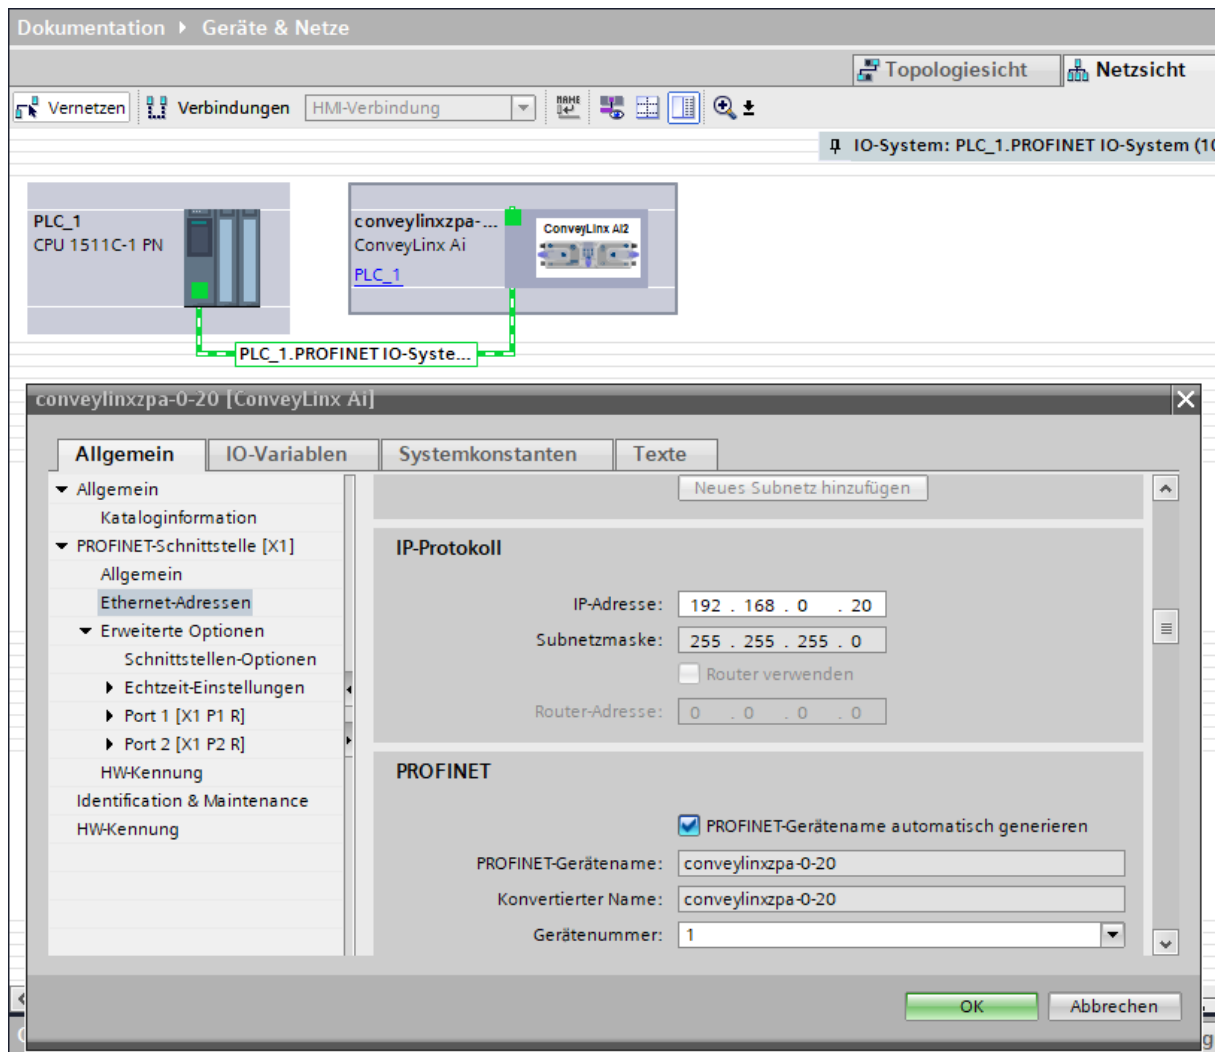 Dokumentation ▸ Geräte & Netze
Topologiesicht Netzsicht
Vernetzen Verbindungen HMI-Verbindung NAME
IO-System: PLC_1.PROFINET IO-System (10
PLC_1
CPU 1511C-1 PN
conveylinxzpa-...
ConveyLinx Ai
PLC_1
ConveyLinx AI2
PLC_1.PROFINET IO-Syste...
conveylinxzpa-0-20 [ConveyLinx Ai]
Allgemein IO-Variablen Systemkonstanten Texte
Allgemein
Kataloginformation
PROFINET-Schnittstelle [X1]
Allgemein
Ethernet-Adressen
Erweiterte Optionen
Schnittstellen-Optionen
Echtzeit-Einstellungen
Port 1 [X1 P1 R]
Port 2 [X1 P2 R]
HW-Kennung
Identification & Maintenance
HW-Kennung
Neues Subnetz hinzufügen
IP-Protokoll
IP-Adresse: 192 . 168 . 0 . 20
Subnetzmaske: 255 . 255 . 255 . 0
Router verwenden
Router-Adresse: 0 . 0 . 0 . 0
PROFINET
PROFINET-Gerätename automatisch generieren
PROFINET-Gerätename: conveylinxzpa-0-20
Konvertierter Name: conveylinxzpa-0-20
Gerätenummer: 1
OK Abbrechen